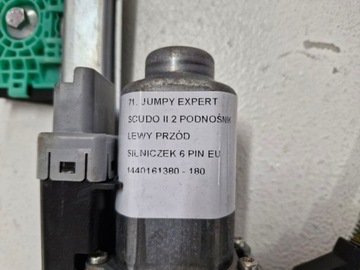 71. JUMPY EXPERT
SCUDO II 2 PODNOŚNIK
LEWY PRZÓD
SILNICZEK 6 PIN EU
1440161380 - 180